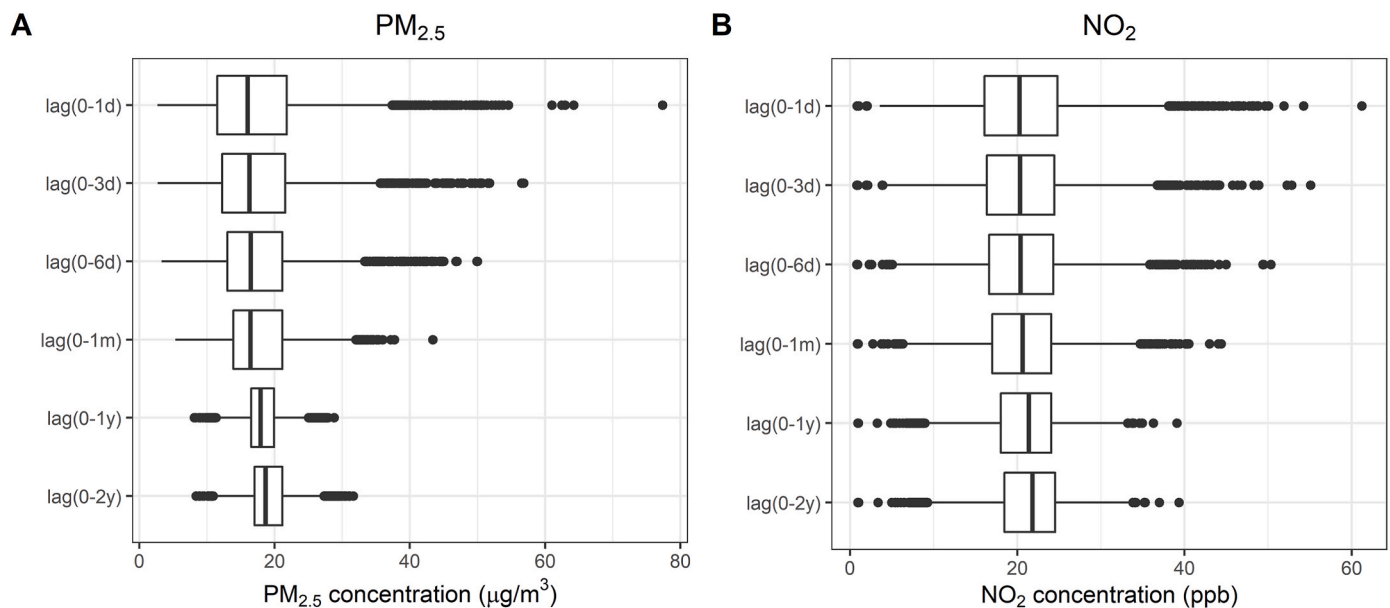 A
PM2.5
lag(0-1d)
lag(0-3d)
lag(0-6d)
lag(0-1m)
lag(0-1y)
lag(0-2y)
0 20 40 60 80
PM2.5 concentration (μg/m3)
B
NO2
lag(0-1d)
lag(0-3d)
lag(0-6d)
lag(0-1m)
lag(0-1y)
lag(0-2y)
0 20 40 60
NO2 concentration (ppb)